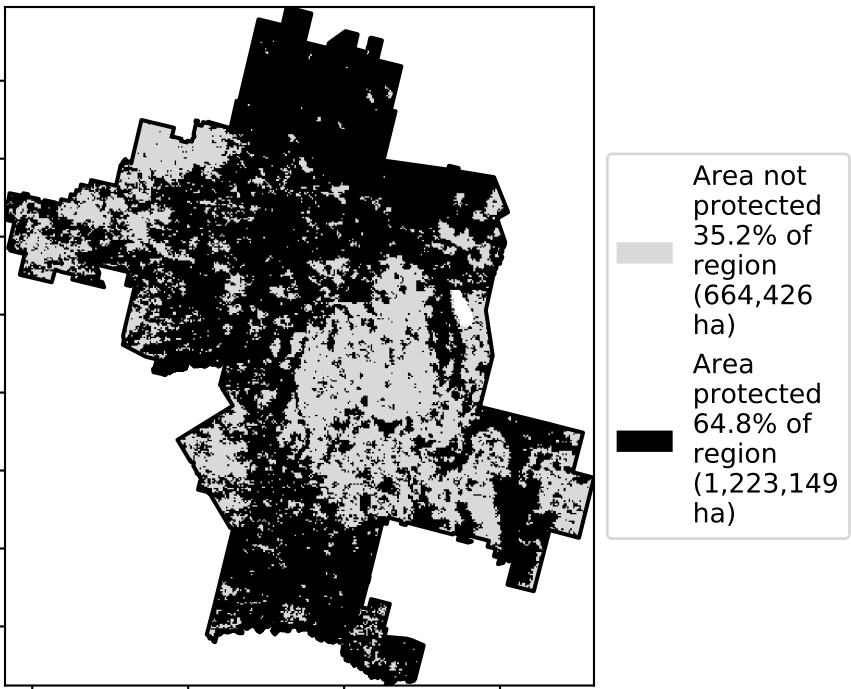 Area not
protected
35.2% of
region
(664,426
ha)
Area
protected
64.8% of
region
(1,223,149
ha)